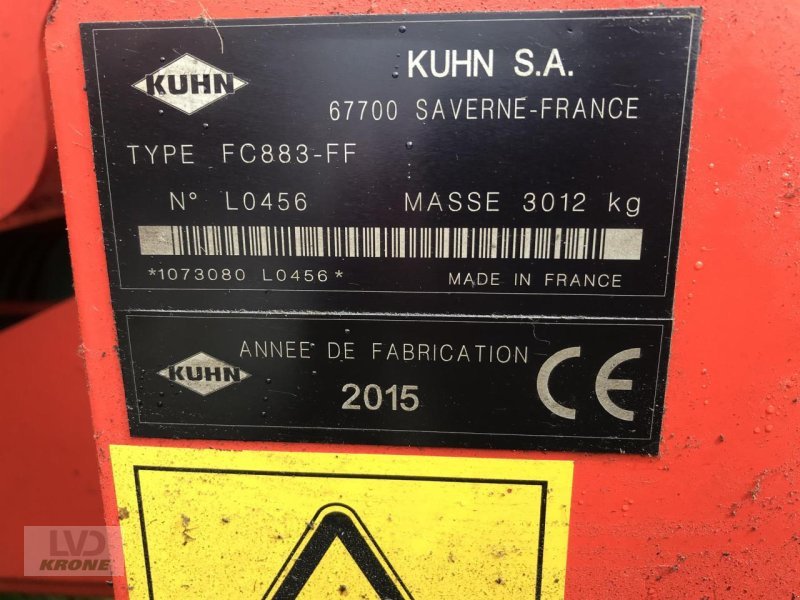 KUHN
KUHN S.A.
67700 SAVERNE-FRANCE
TYPE FC883-FF
N° L0456 MASSE 3012 kg
*1073080 L0456*
MADE IN FRANCE
KUHN
ANNEE DE FABRICATION
2015
CE
LVD
KRONE